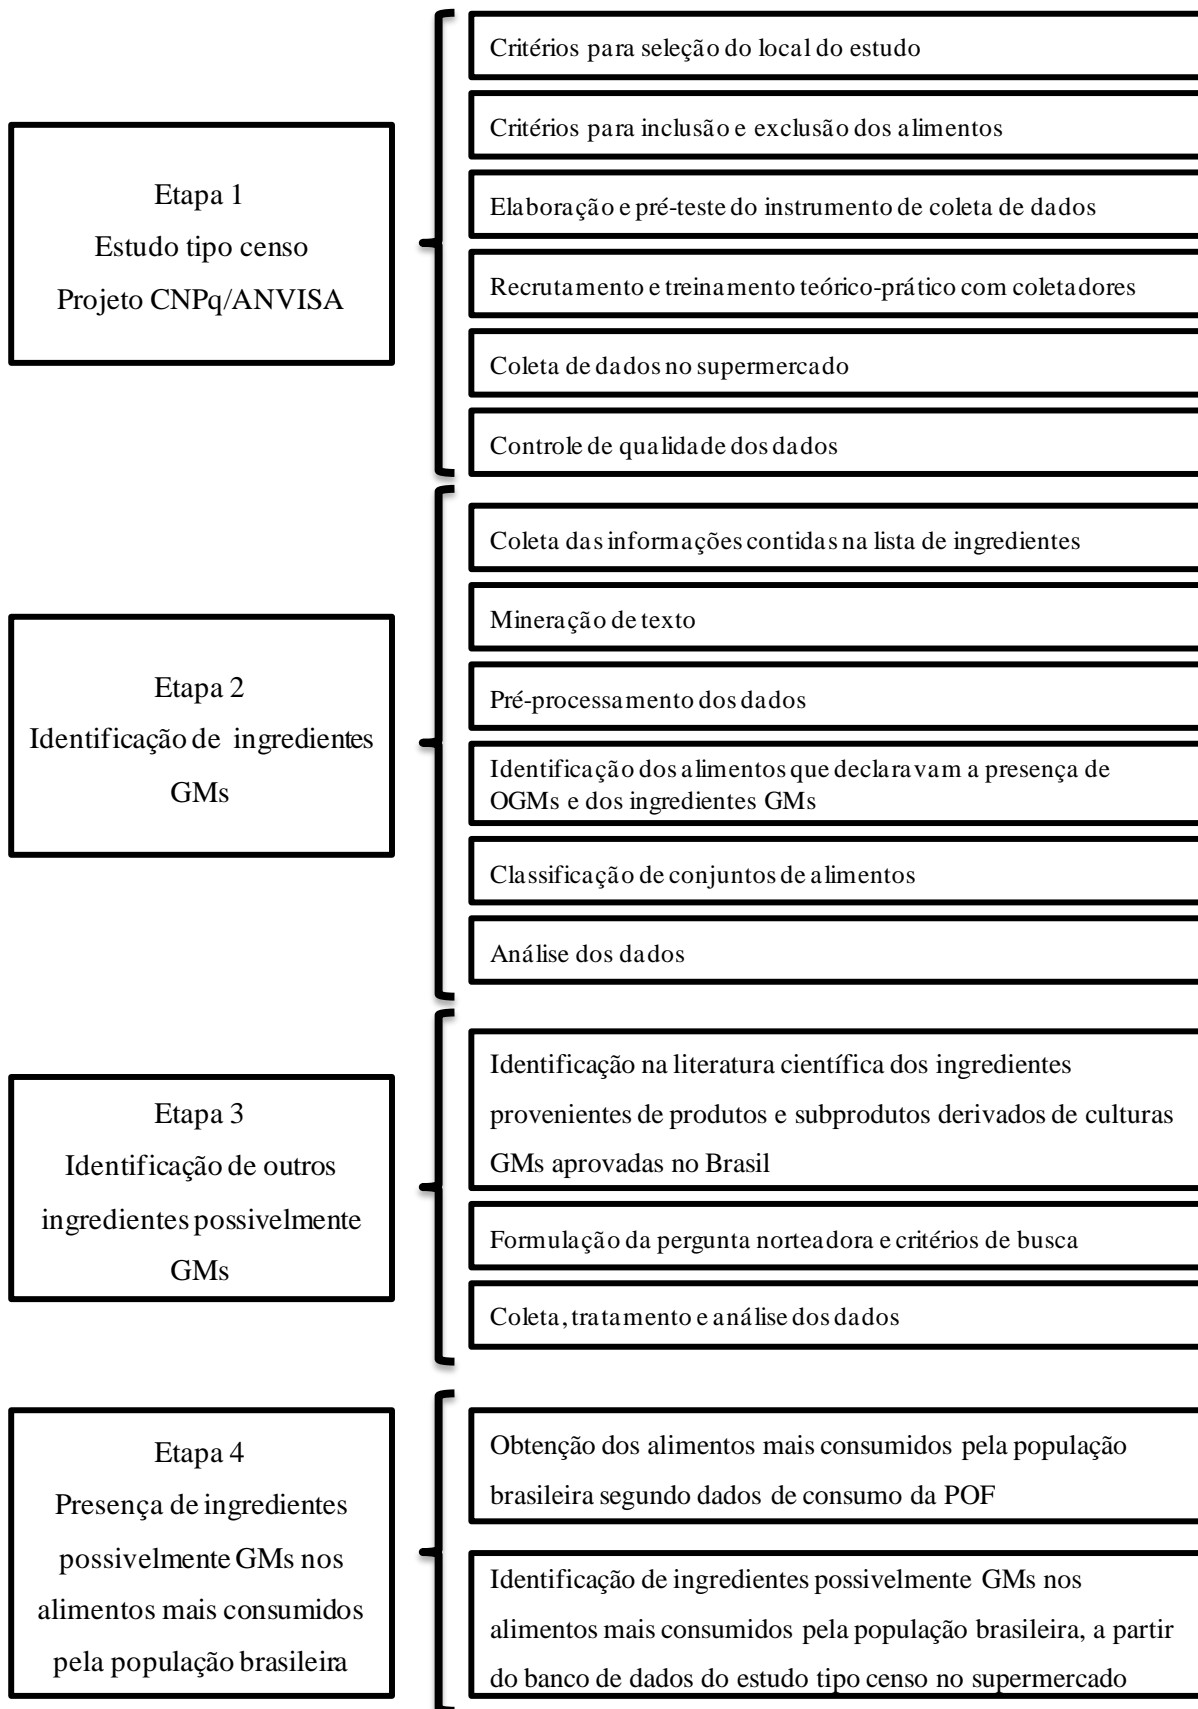 Etapa 1
Estudo tipo censo
Projeto CNPq/ANVISA
Critérios para seleção do local do estudo
Critérios para inclusão e exclusão dos alimentos
Elaboração e pré-teste do instrumento de coleta de dados
Recrutamento e treinamento teórico-prático com coletadores
Coleta de dados no supermercado
Controle de qualidade dos dados
Etapa 2
Identificação de ingredientes
GMs
Coleta das informações contidas na lista de ingredientes
Mineração de texto
Pré-processamento dos dados
Identificação dos alimentos que declaravam a presença de
OGMs e dos ingredientes GMs
Classificação de conjuntos de alimentos
Análise dos dados
Etapa 3
Identificação de outros
ingredientes possivelmente
GMs
Identificação na literatura científica dos ingredientes
provenientes de produtos e subprodutos derivados de culturas
GMs aprovadas no Brasil
Formulação da pergunta norteadora e critérios de busca
Coleta, tratamento e análise dos dados
Etapa 4
Presença de ingredientes
possivelmente GMs nos
alimentos mais consumidos
pela população brasileira
Obtenção dos alimentos mais consumidos pela população
brasileira segundo dados de consumo da POF
Identificação de ingredientes possivelmente GMs nos
alimentos mais consumidos pela população brasileira, a partir
do banco de dados do estudo tipo censo no supermercado